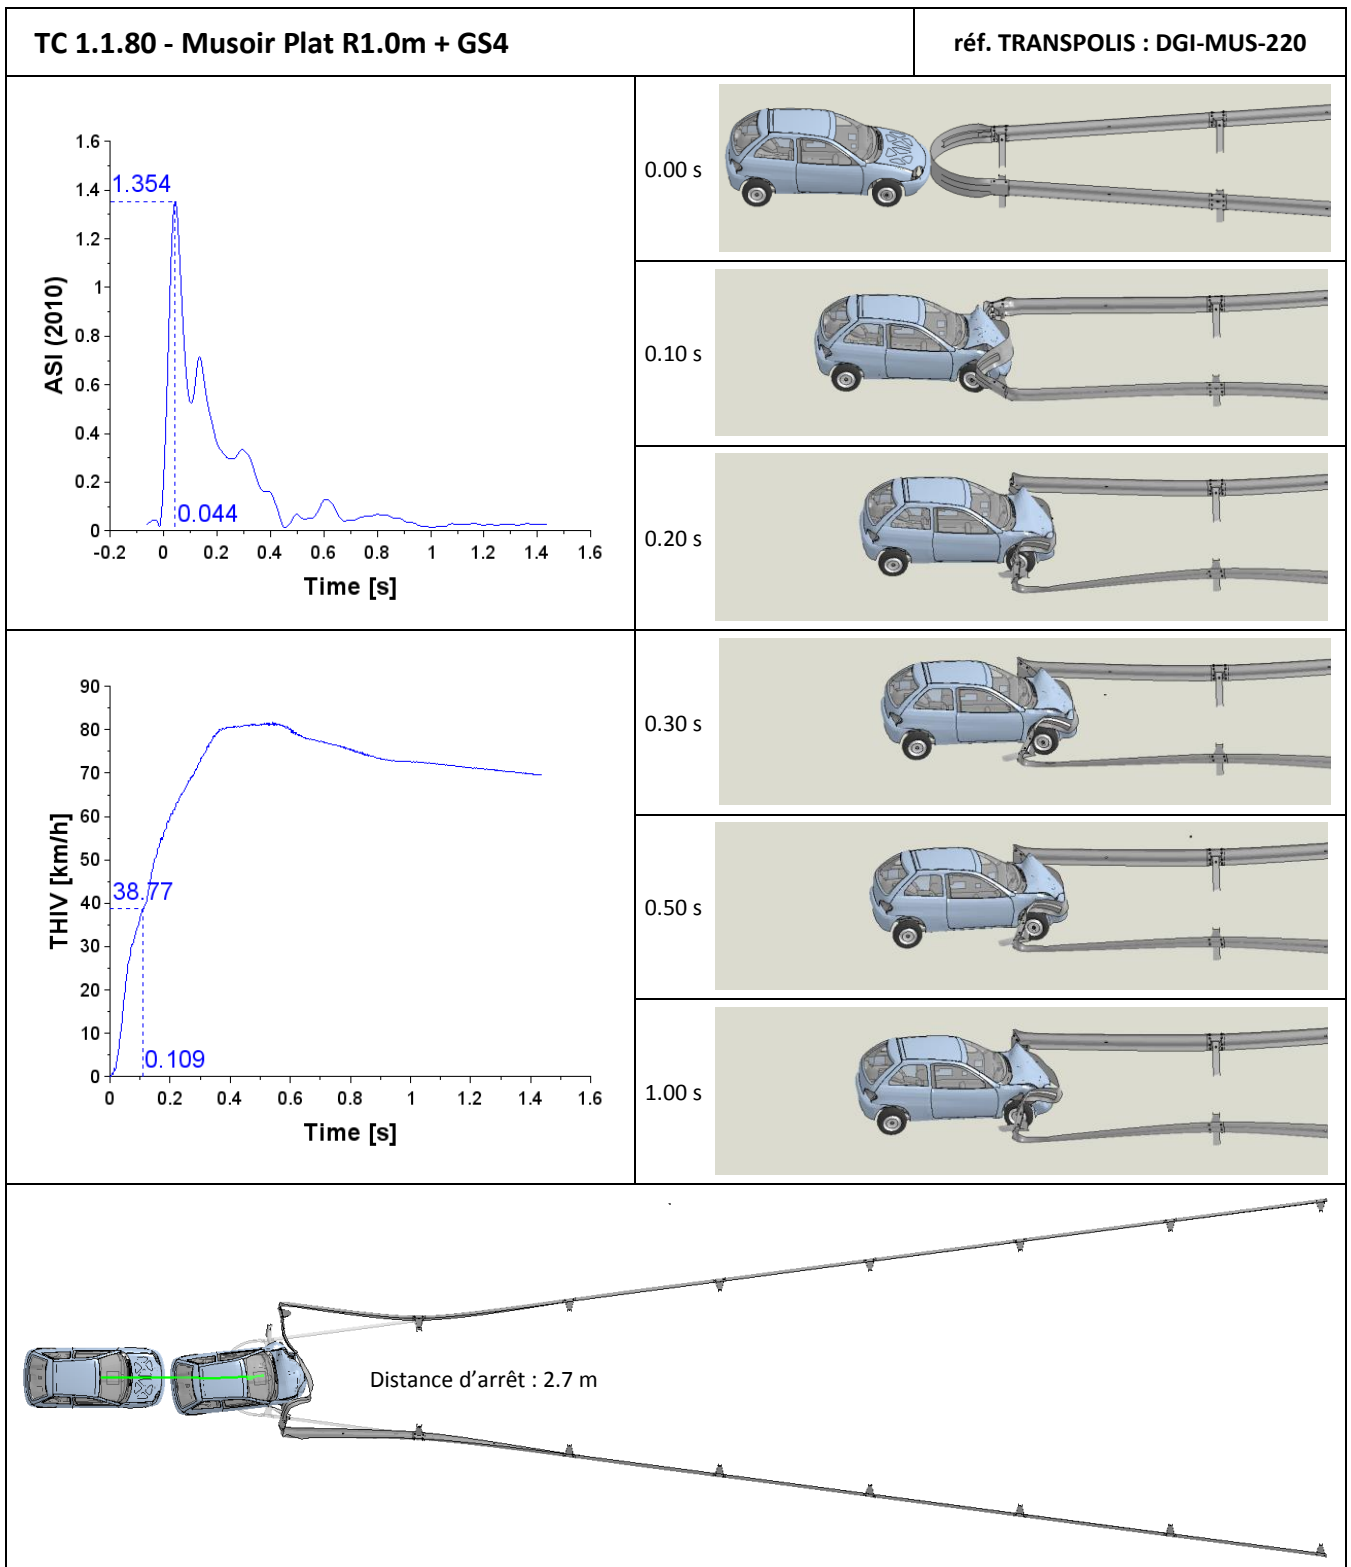 TC 1.1.80 - Musoir Plat R1.0m + GS4
réf. TRANSPOLIS : DGI-MUS-220
1.6
1.4
1.354
1.2
1
0.8
0.6
0.4
0.2
0
0.044
ASI (2010)
-0.2 0 0.2 0.4 0.6 0.8 1 1.2 1.4 1.6
Time [s]
0.00 s
0.10 s
0.20 s
90
80
70
60
50
40
38.77
30
20
10
0
0.109
THIV [km/h]
0 0.2 0.4 0.6 0.8 1 1.2 1.4 1.6
Time [s]
0.30 s
0.50 s
1.00 s
Distance d'arrêt : 2.7 m